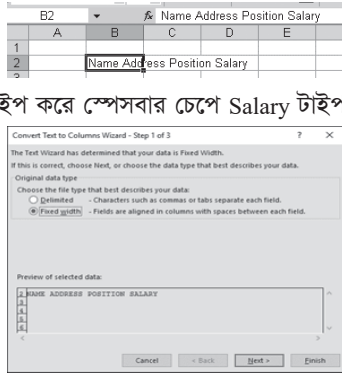 B2 fx Name Address Position Salary
A B C D E
1
2 Name Address Position Salary
3
ইপ করে স্পেসবার চেপে Salary টাইপ
Convert Text to Columns Wizard - Step 1 of 3 ? ×
The Text Wizard has determined that your data is Fixed Width.
If this is correct, choose Next, or choose the data type that best describes your data.
Original data type
Choose the file type that best describes your data:
Delimited - Characters such as commas or tabs separate each field.
Fixed width - Fields are aligned in columns with spaces between each field.
Preview of selected data:
2 NAME ADDRESS POSITION SALARY
3
4
5
6
Cancel < Back Next > Finish